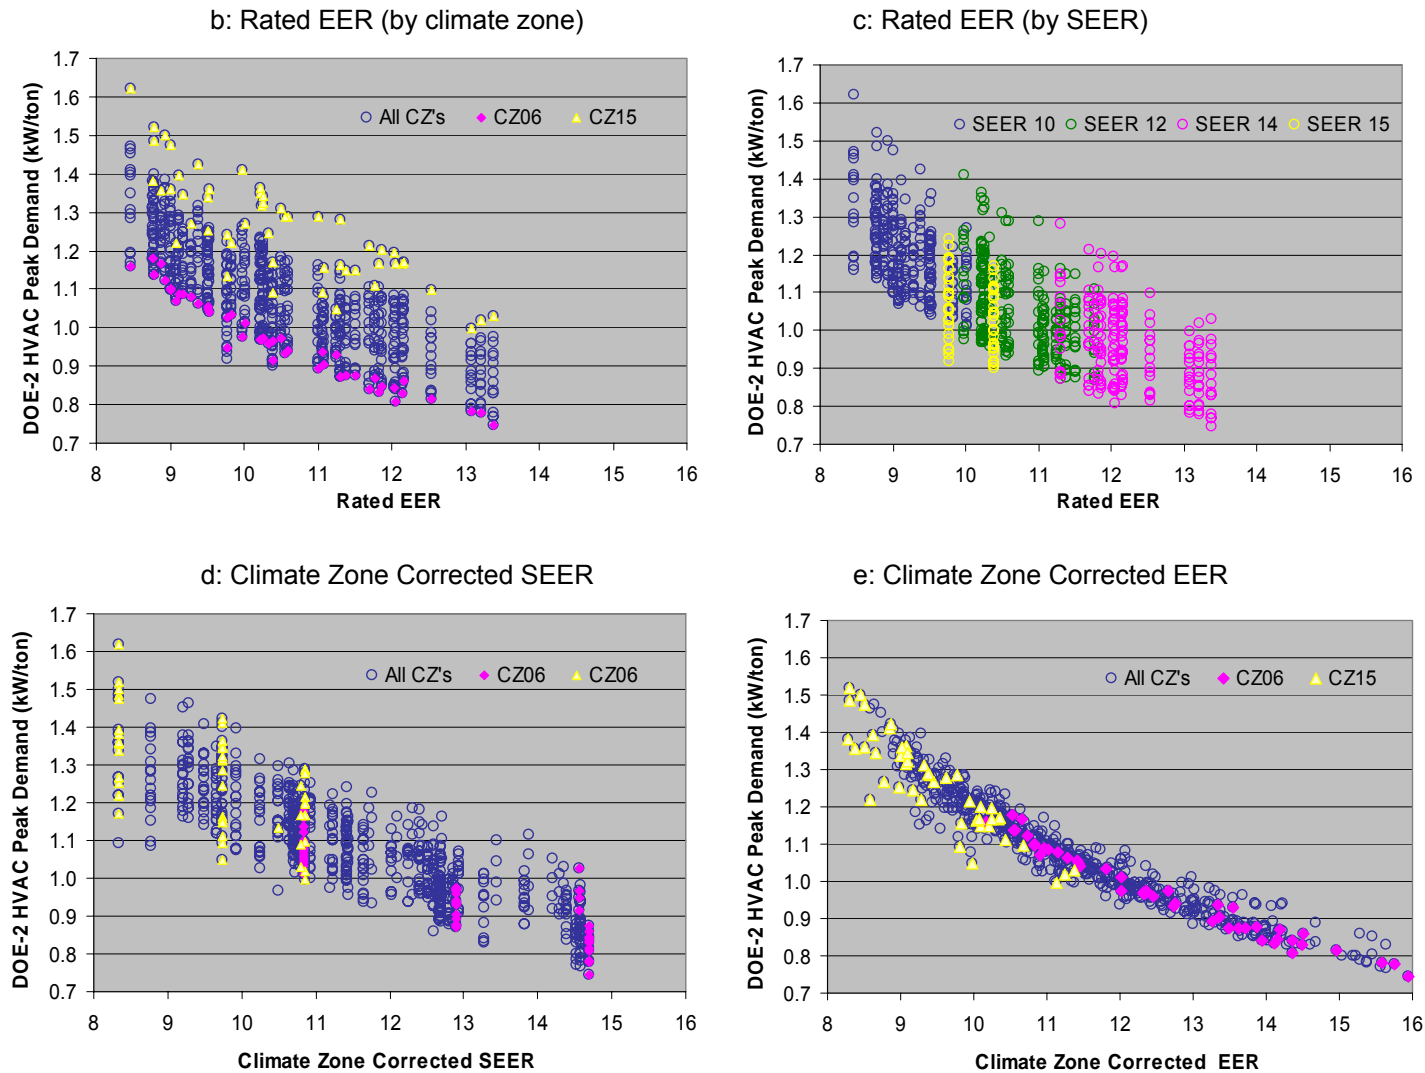 b: Rated EER (by climate zone)
DOE-2 HVAC Peak Demand (kW/ton)
1.7
1.6
1.5
1.4
1.3
1.2
1.1
1.0
0.9
0.8
0.7
All CZ's CZ06 CZ15
8 9 10 11 12 13 14 15 16
Rated EER
c: Rated EER (by SEER)
DOE-2 HVAC Peak Demand (kW/ton)
1.7
1.6
1.5
1.4
1.3
1.2
1.1
1.0
0.9
0.8
0.7
SEER 10 SEER 12 SEER 14 SEER 15
8 9 10 11 12 13 14 15 16
Rated EER
d: Climate Zone Corrected SEER
DOE-2 HVAC Peak Demand (kW/ton)
1.7
1.6
1.5
1.4
1.3
1.2
1.1
1.0
0.9
0.8
0.7
All CZ's CZ06 CZ06
8 9 10 11 12 13 14 15 16
Climate Zone Corrected SEER
e: Climate Zone Corrected EER
DOE-2 HVAC Peak Demand (kW/ton)
1.7
1.6
1.5
1.4
1.3
1.2
1.1
1.0
0.9
0.8
0.7
All CZ's CZ06 CZ15
8 9 10 11 12 13 14 15 16
Climate Zone Corrected EER